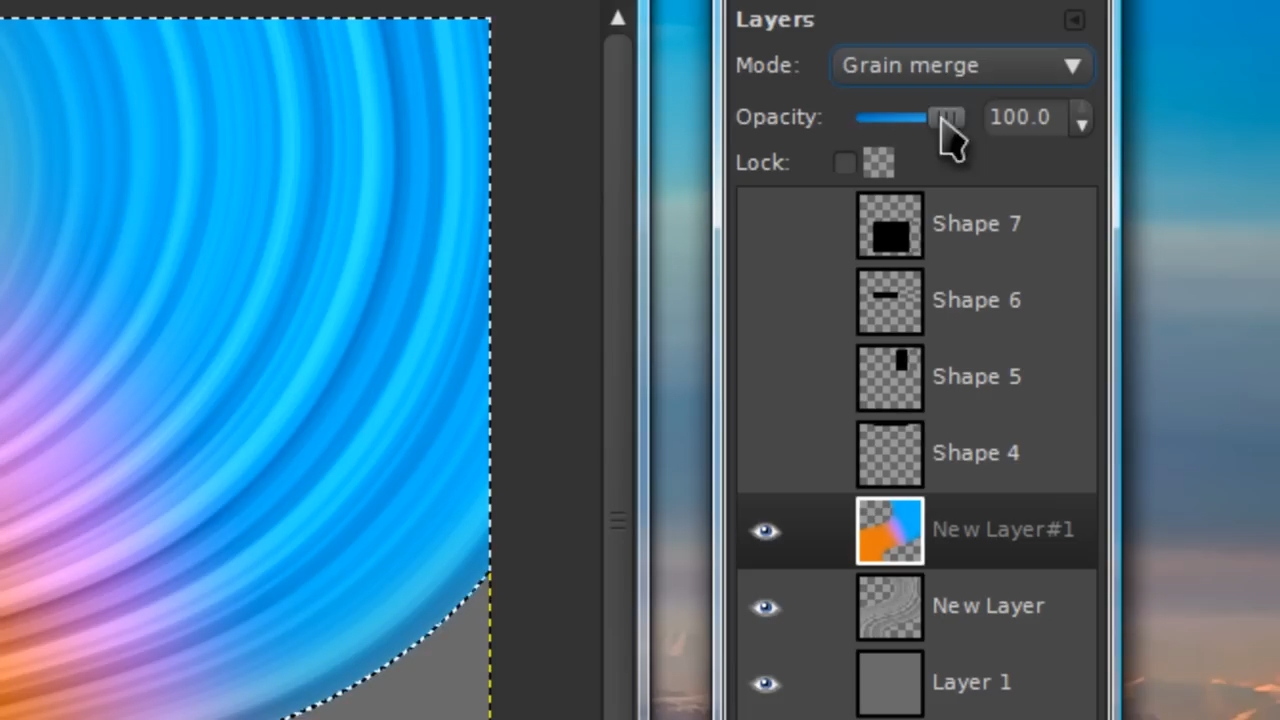 Layers
Mode: Grain merge
Opacity: 100.0
Lock:
Shape 7
Shape 6
Shape 5
Shape 4
New Layer#1
New Layer
Layer 1